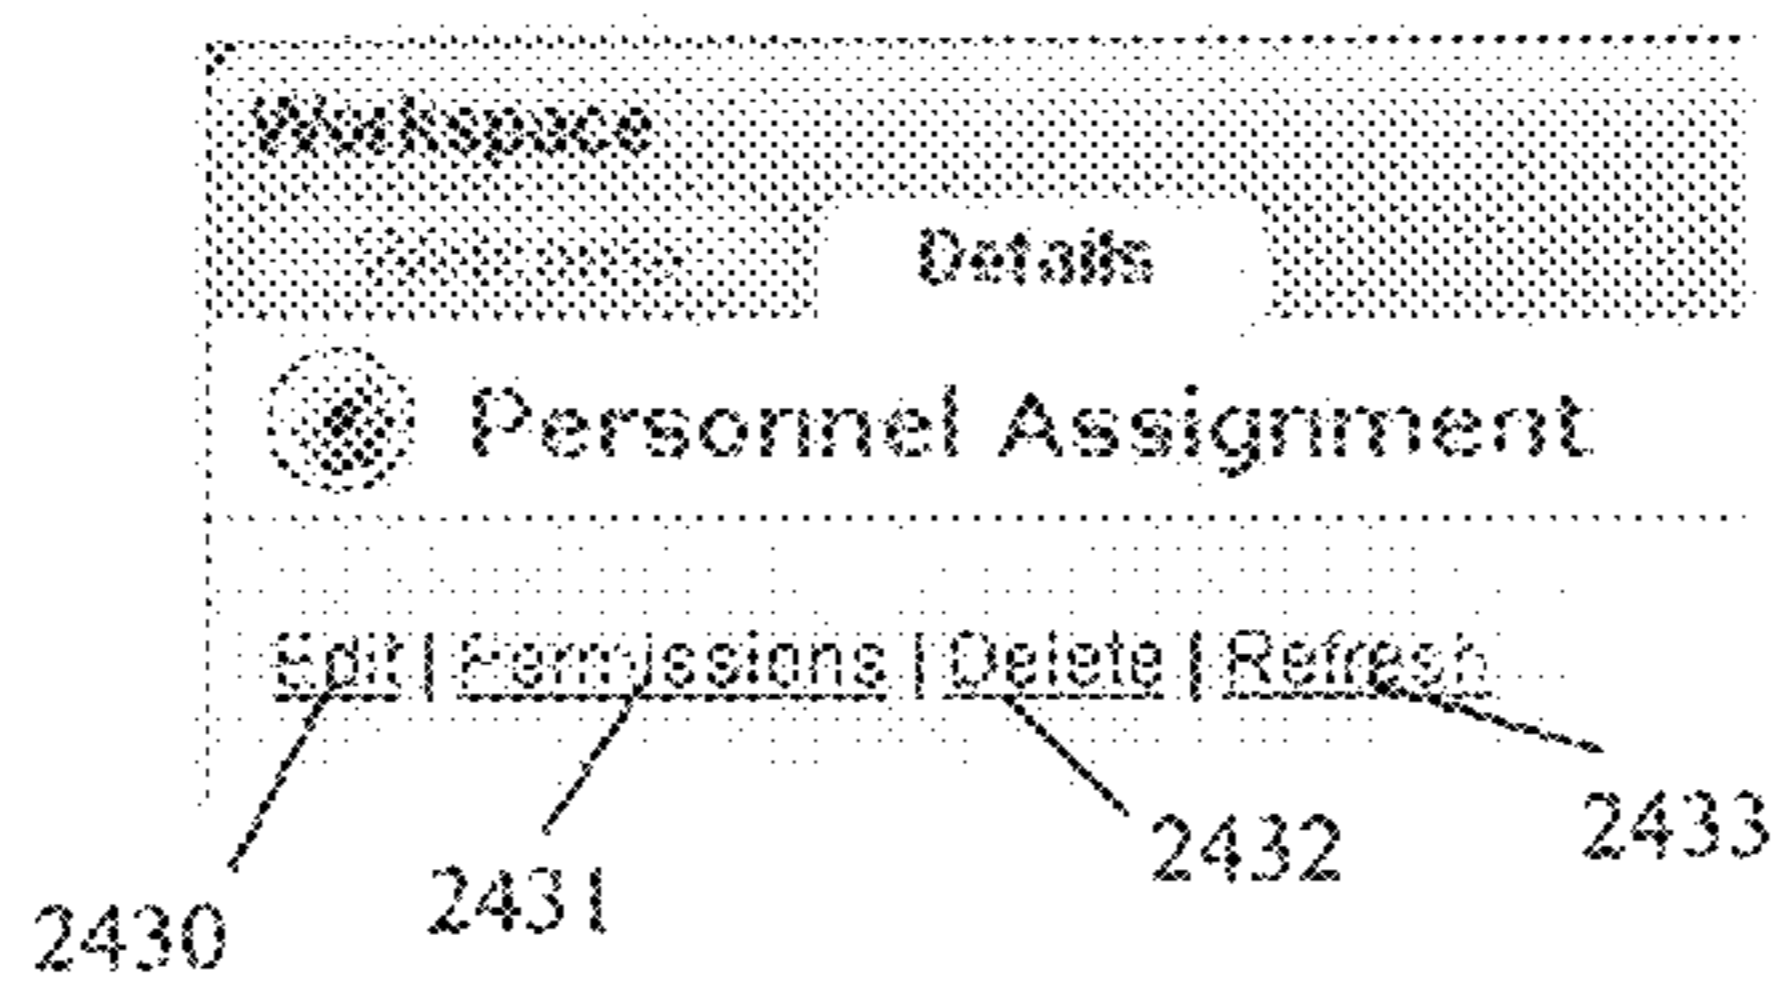 Workspace
Details
Personnel Assignment
Edit | Permissions | Delete | Refresh
2430 2431 2432 2433